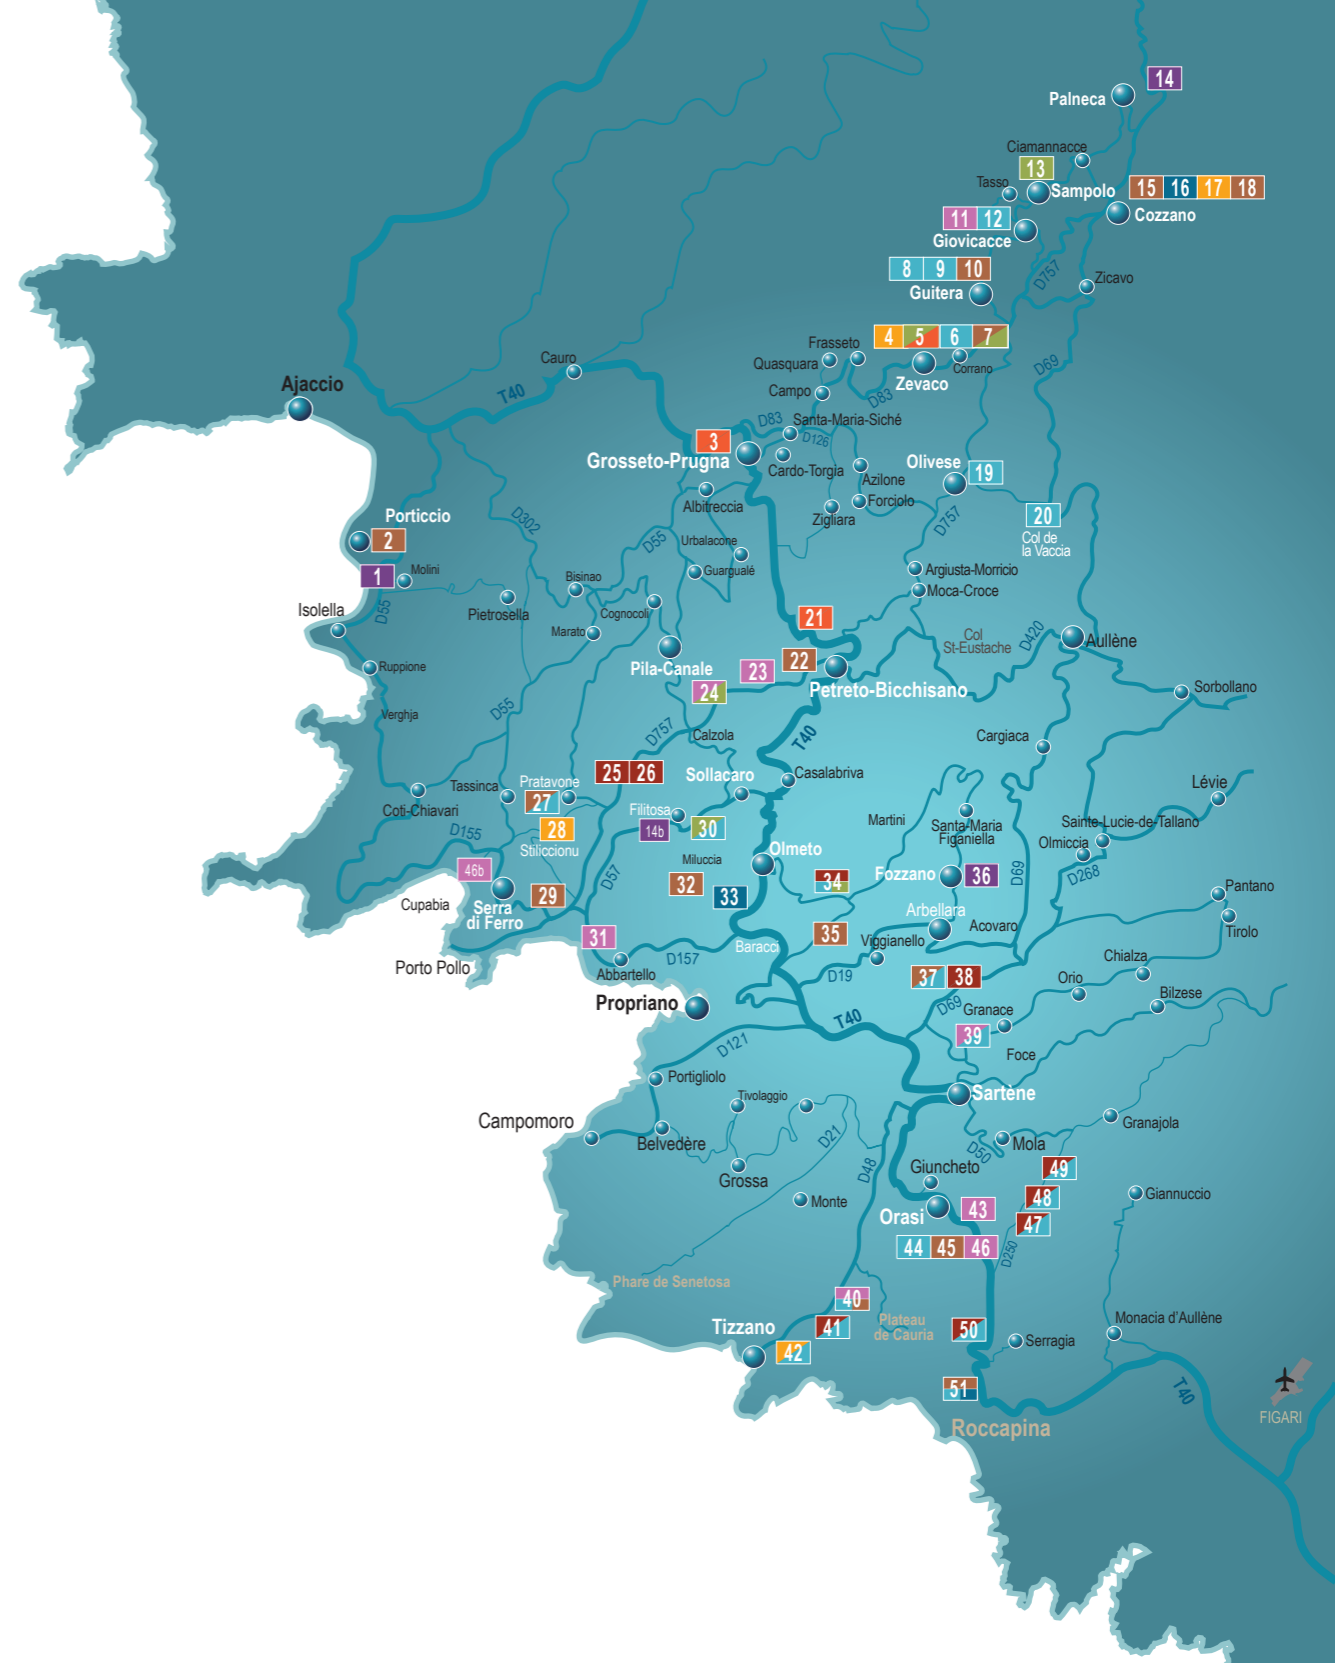 14
Palneca
Ciamannacce
13
Tasso
Sampolo
15 16 17 18
Cozzano
11 12
Giovicacce
D757
Zicavo
8 9 10
Guitera
4 5 6 7
Frasseto
Quasquara
Corrano
Zevaco
Campo
D83
D69
Cauro
Ajaccio
T40
D83
Santa-Maria-Siché
D126
3
Grosseto-Prugna
Cardo-Torgia
Olivese
19
Azilone
Albitreccia
Forciolo
Zigliara
D757
20
Col de
la Vaccia
Porticcio
2
D302
D55
Urbalacone
Guargualé
1
Molini
Bisinao
Argiusta-Morricio
Moca-Croce
Isolella
D55
Pietrosella
Cognocoli
Marato
21
Col
St-Eustache
D420
Aullène
Ruppione
Pila-Canale
23
22
Petreto-Bicchisano
24
Sorbollano
Verghja
D55
D757
Calzola
T40
Cargiaca
25 26
Sollacaro
Casalabriva
Lévie
Tassinca
Pratavone
27
Coti-Chiavari
Filitosa
14b
30
Martini
Santa-Maria
Figaniella
Sainte-Lucie-de-Tallano
28
Stiliccionu
D155
Olmiccia
Olmeto
Miluccia
46b
D57
32
33
34
Fozzano
36
D69
D268
Pantano
Cupabia
Serra
di Ferro
29
Arbellara
Acovaro
Tirolo
31
35
Viggianello
Baracci
Porto Pollo
Abbartello
D157
D19
37 38
Chialza
Orio
Bilzese
Propriano
T40
D69
Granace
39
Foce
D121
Portigliolo
Sartène
Tivolaggio
Campomoro
Granajola
Belvedère
D21
D50
Mola
Grossa
D48
Giuncheto
49
Monte
48
Giannuccio
Orasi
43
47
44 45 46
D250
Phare de Senetosa
40
Tizzano
41
Plateau
de Cauria
50
Monacia d'Aullène
42
Serragia
51
T40
Roccapina
FIGARI